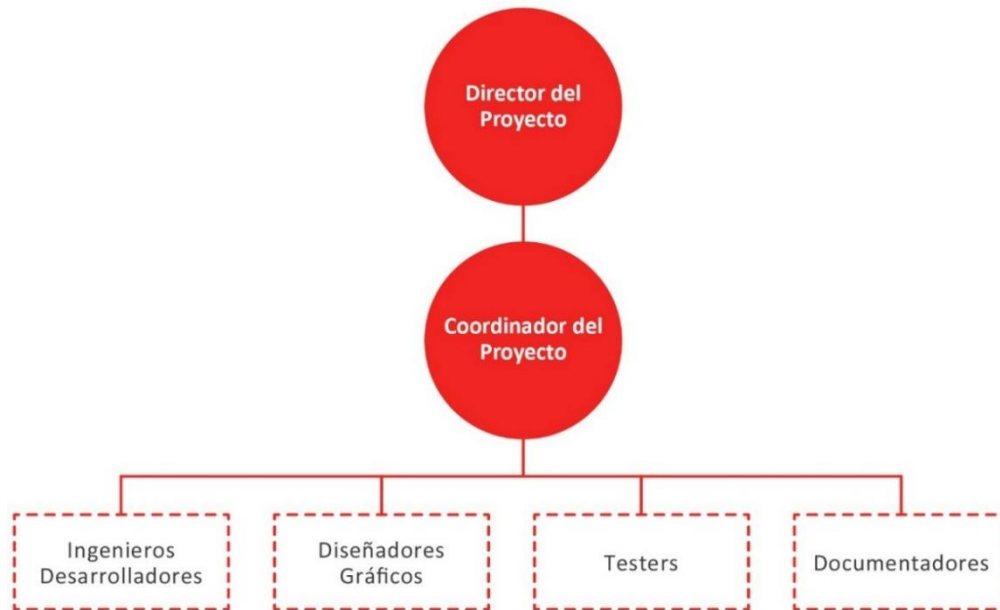 Director del
Proyecto
Coordinador del
Proyecto
Ingenieros
Desarrolladores
Diseñadores
Gráficos
Testers
Documentadores